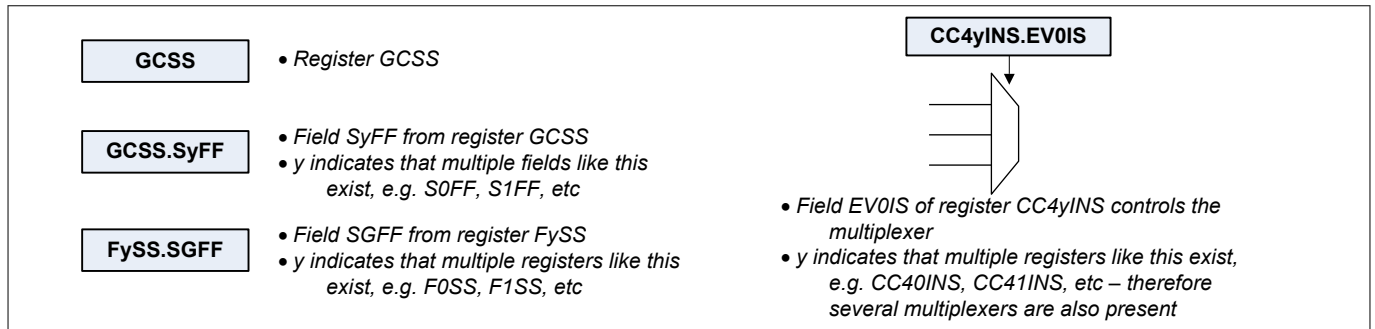 GCSS
• Register GCSS
GCSS.SyFF
• Field SyFF from register GCSS
• y indicates that multiple fields like this
exist, e.g. S0FF, S1FF, etc
FySS.SGFF
• Field SGFF from register FySS
• y indicates that multiple registers like this
exist, e.g. F0SS, F1SS, etc
CC4yINS.EV0IS
• Field EV0IS of register CC4yINS controls the
multiplexer
• y indicates that multiple registers like this exist,
e.g. CC40INS, CC41INS, etc – therefore
several multiplexers are also present